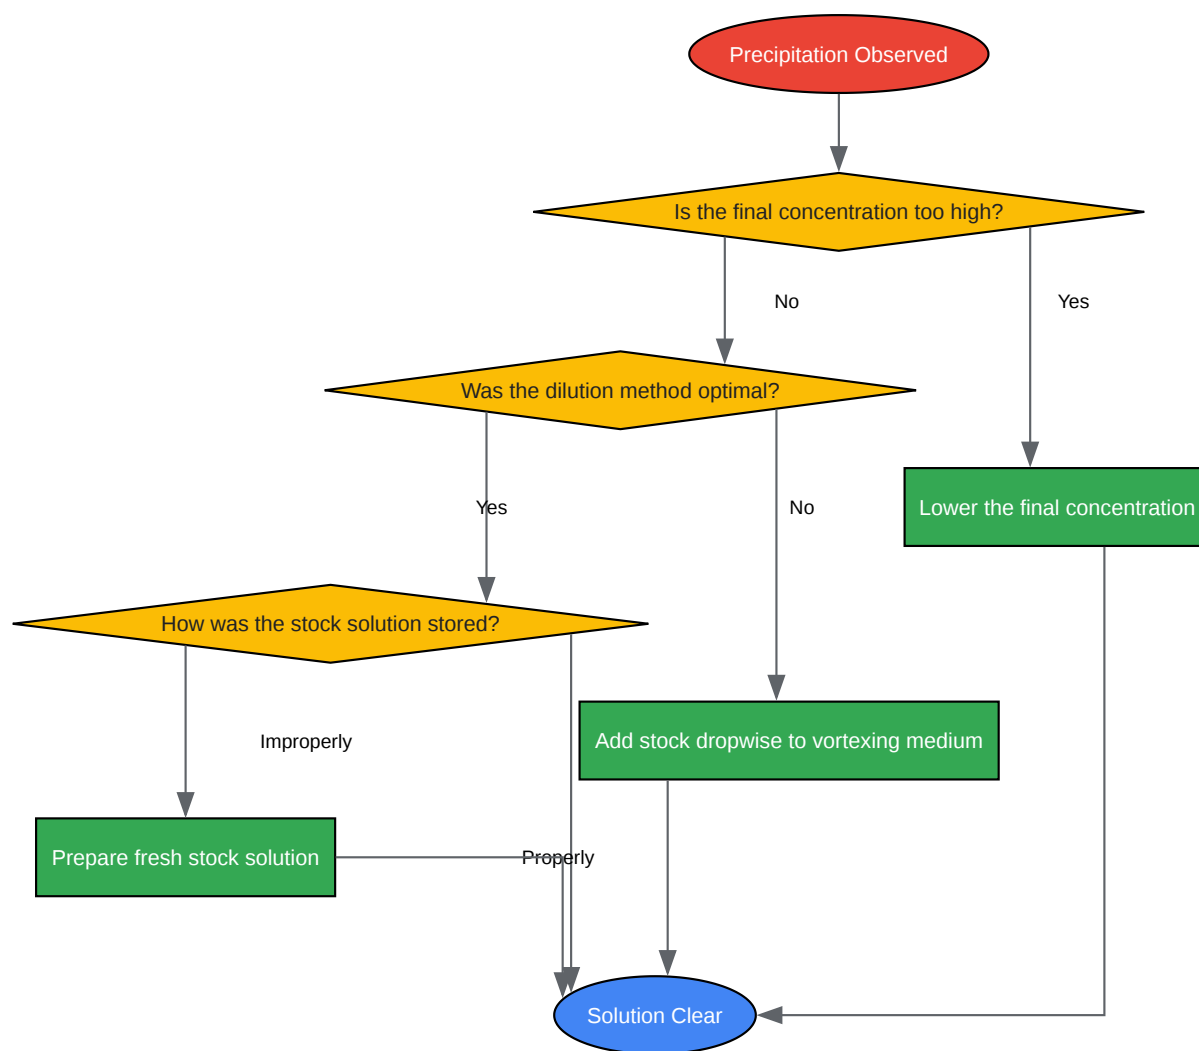 Precipitation Observed
Is the final concentration too high?
No
Yes
Was the dilution method optimal?
Yes
No
Lower the final concentration
How was the stock solution stored?
Improperly
Add stock dropwise to vortexing medium
Prepare fresh stock solution
Properly
Solution Clear